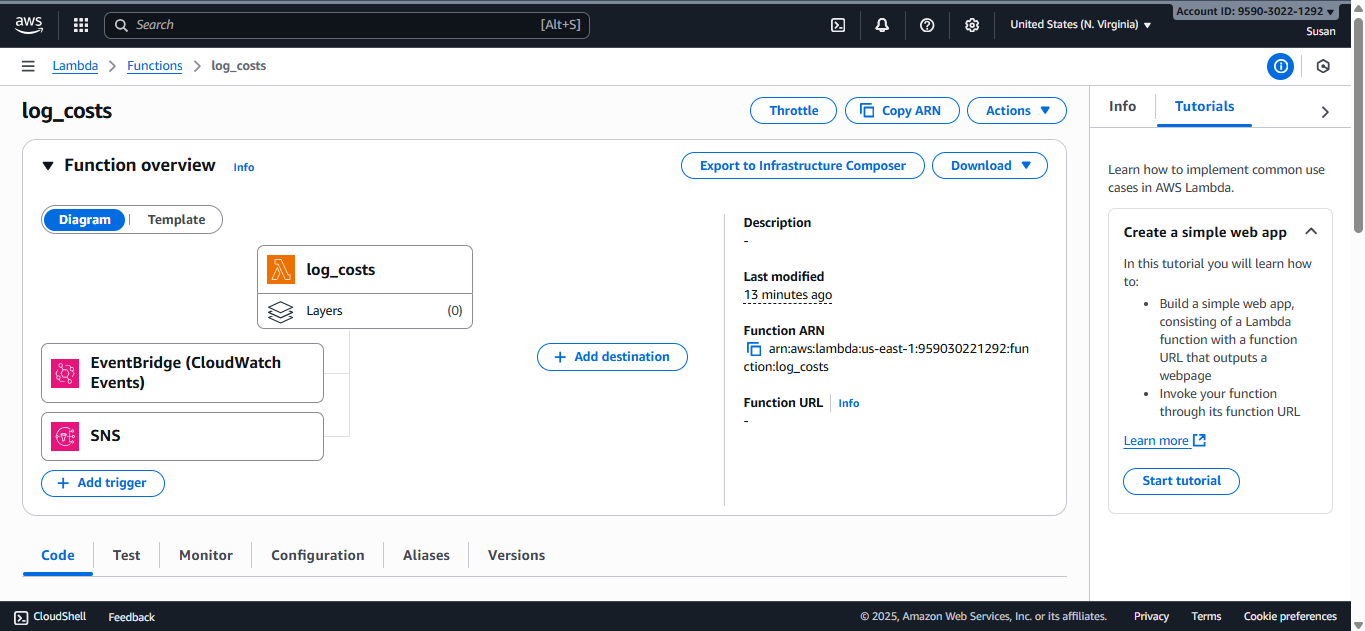 aws
Search
[Alt+S]
United States (N. Virginia)
Account ID: 9590-3022-1292
Susan
Lambda
Functions
log_costs
log_costs
Throttle
Copy ARN
Actions
Function overview
Info
Export to Infrastructure Composer
Download
Diagram
Template
log_costs
Layers
(0)
EventBridge (CloudWatch
Events)
SNS
Add trigger
Add destination
Description
-
Last modified
13 minutes ago
Function ARN
arn:aws:lambda:us-east-1:959030221292:fun
ction:log_costs
Function URL
Info
-
Code
Test
Monitor
Configuration
Aliases
Versions
Info
Tutorials
Learn how to implement common use
cases in AWS Lambda.
Create a simple web app
In this tutorial you will learn how
to:
• Build a simple web app,
consisting of a Lambda
function with a function
URL that outputs a
webpage
• Invoke your function
through its function URL
Learn more
Start tutorial
CloudShell
Feedback
© 2025, Amazon Web Services, Inc. or its affiliates.
Privacy
Terms
Cookie preferences